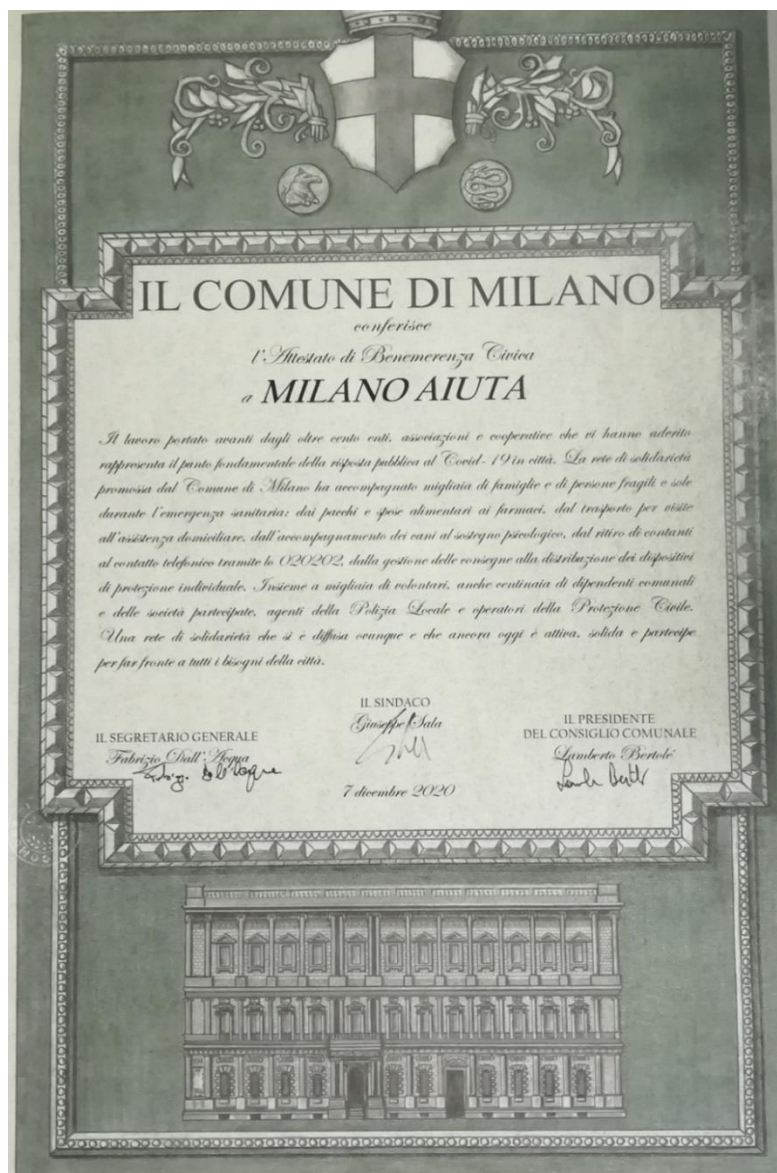 IL COMUNE DI MILANO
conferisce
l'Attestato di Benemerenza Civica
a MILANO AIUTA
Il lavoro portato avanti dagli oltre cento enti, associazioni e cooperative che vi hanno aderito
rappresenta il punto fondamentale della risposta pubblica al Covid-19 in città. La rete di solidarietà
promossa dal Comune di Milano ha accompagnato migliaia di famiglie e di persone fragili e sole
durante l'emergenza sanitaria: dai pacchi e spese alimentari ai farmaci, dal trasporto per visite
all'assistenza domiciliare, dall'accompagnamento dei cani al sostegno psicologico, dal ritiro di contanti
al contatto telefonico tramite lo 020202, dalla gestione delle consegne alla distribuzione dei dispositivi
di protezione individuale. Insieme a migliaia di volontari, anche centinaia di dipendenti comunali
e delle società partecipate, agenti della Polizia Locale e operatori della Protezione Civile.
Una rete di solidarietà che si è diffusa ovunque e che ancora oggi è attiva, solida e partecipe
per far fronte a tutti i bisogni della città.
IL SEGRETARIO GENERALE
Fabrizio Dall'Acqua
Fabrizio Dall'Acqua
IL SINDACO
Giuseppe Sala
IL PRESIDENTE
DEL CONSIGLIO COMUNALE
Lamberto Bertolé
7 dicembre 2020